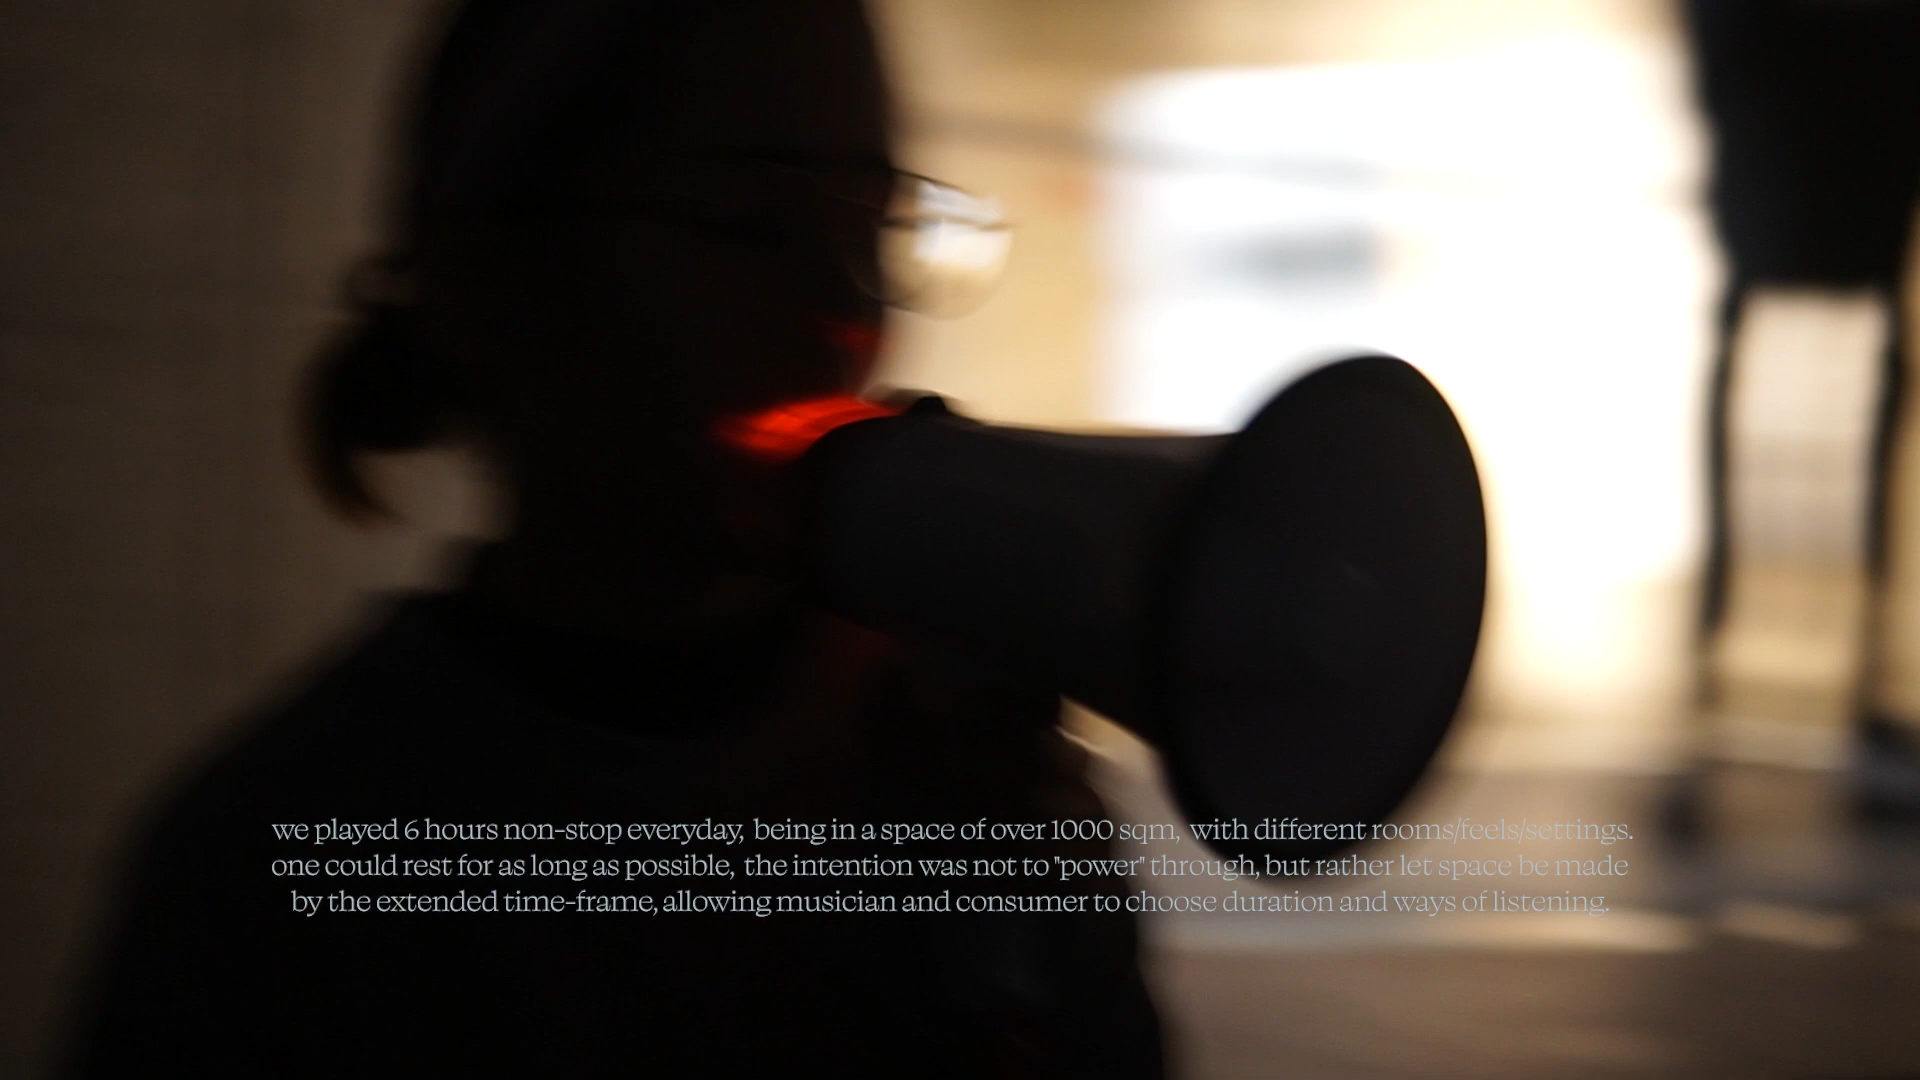 we played 6 hours non-stop everyday, being in a space of over 1000 sqm, with different rooms/feels/settings.
one could rest for as long as possible, the intention was not to "power" through, but rather let space be made
by the extended time-frame, allowing musician and consumer to choose duration and ways of listening.